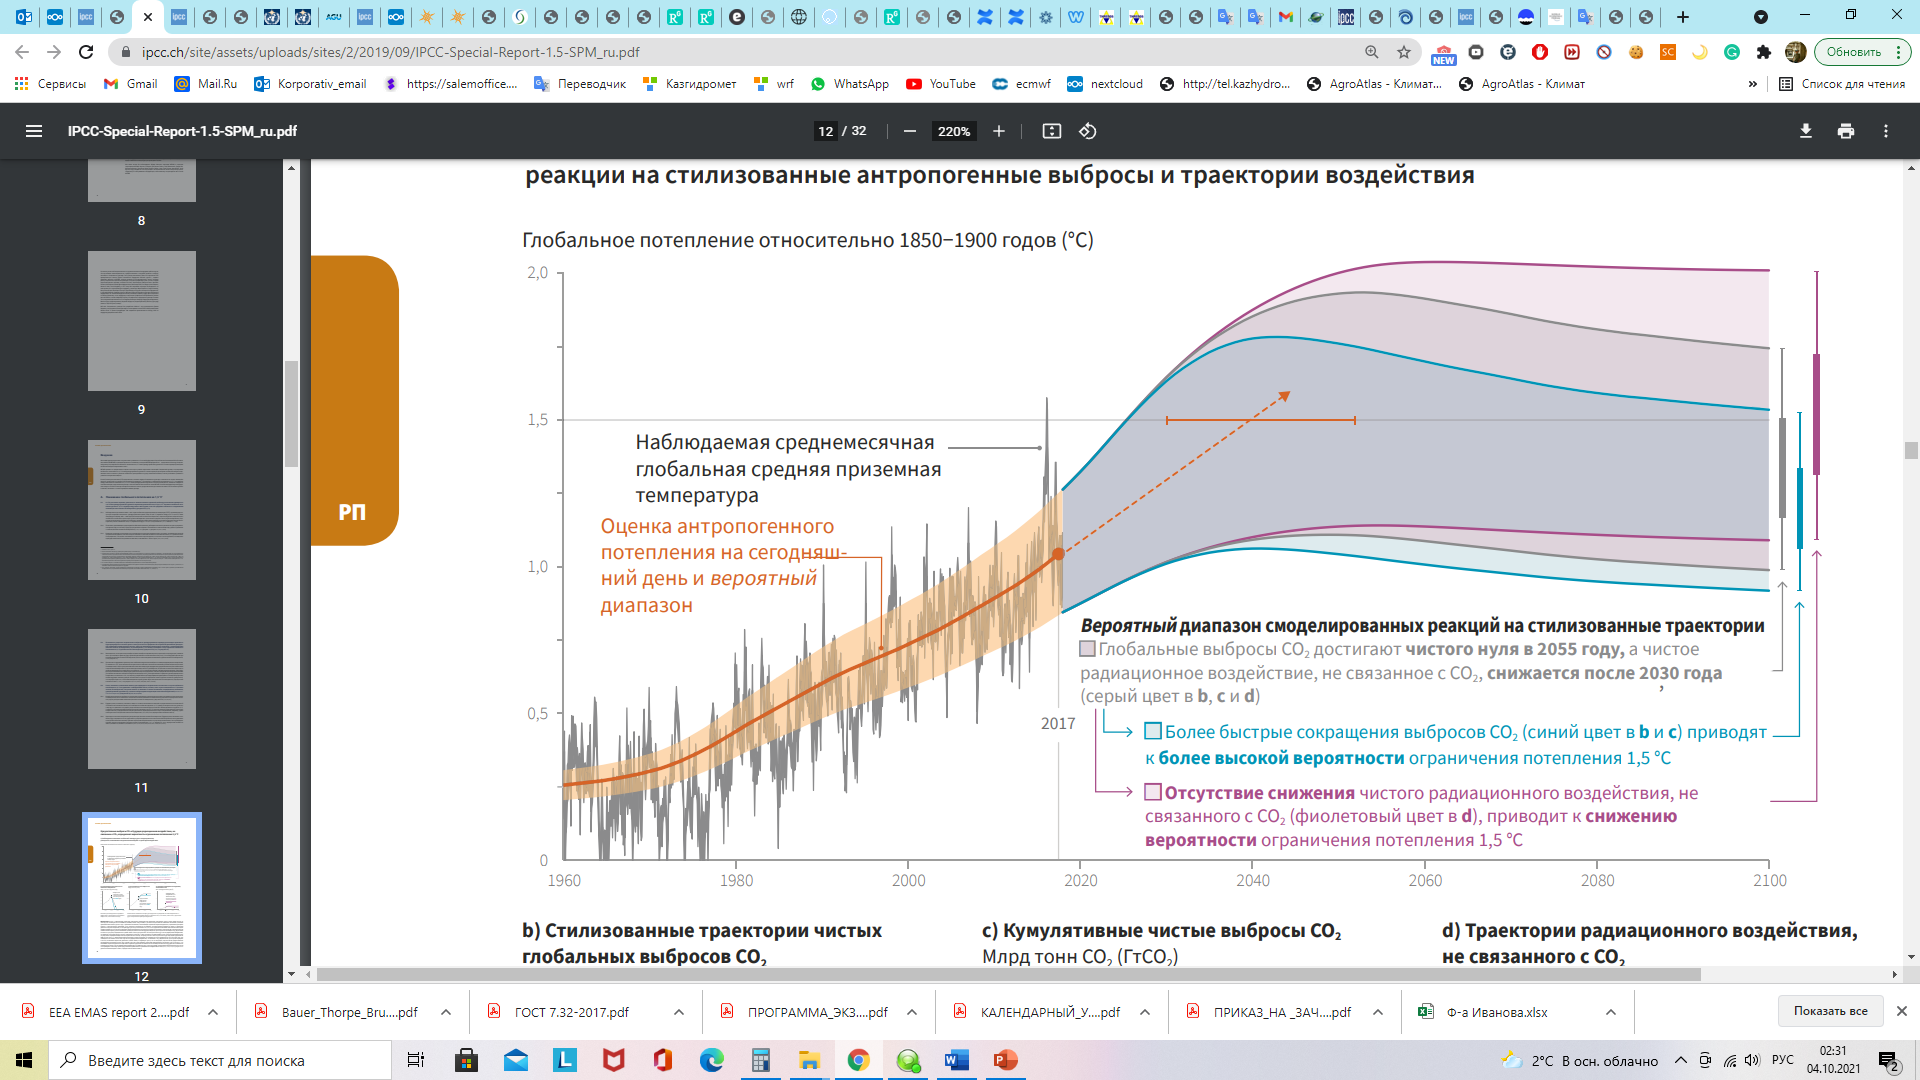 ipcc.ch/site/assets/uploads/sites/2/2019/09/IPCC-Special-Report-1.5-SPM_ru.pdf
NEW
Обновить
Сервисы
Gmail
Mail.Ru
Korporativ_email
https://salemoffice....
Переводчик
Казгидромет
wrf
WhatsApp
YouTube
ecmwf
nextcloud
http://tel.kazhydro...
AgroAtlas - Климат...
AgroAtlas - Климат
»
Список для чтения
IPCC-Special-Report-1.5-SPM_ru.pdf
12 / 32
220%
8
9
10
11
12
РП
реакции на стилизованные антропогенные выбросы и траектории воздействия
Глобальное потепление относительно 1850–1900 годов (°C)
2,0
1,5
1,0
0,5
0
Наблюдаемая среднемесячная
глобальная средняя приземная
температура
Оценка антропогенного
потепления на сегодняш-
ний день и вероятный
диапазон
2017
Вероятный диапазон смоделированных реакций на стилизованные траектории
Глобальные выбросы CO₂ достигают чистого нуля в 2055 году, а чистое
радиационное воздействие, не связанное с CO₂, снижается после 2030 года
(серый цвет в b, c и d)
Более быстрые сокращения выбросов CO₂ (синий цвет в b и c) приводят
к более высокой вероятности ограничения потепления 1,5 °C
Отсутствие снижения чистого радиационного воздействия, не
связанного с CO₂ (фиолетовый цвет в d), приводит к снижению
вероятности ограничения потепления 1,5 °C
1960 1980 2000 2020 2040 2060 2080 2100
b) Стилизованные траектории чистых
глобальных выбросов CO₂
c) Кумулятивные чистые выбросы CO₂
Млрд тонн CO₂ (ГтCO₂)
d) Траектории радиационного воздействия,
не связанного с CO₂
EEA EMAS report 2....pdf
Bauer_Thorpe_Bru....pdf
ГОСТ 7.32-2017.pdf
ПРОГРАММА_ЭКЗ....pdf
КАЛЕНДАРНЫЙ_У....pdf
ПРИКАЗ_НА _ЗАЧ....pdf
Ф-а Иванова.xlsx
Показать все
Введите здесь текст для поиска
2°C В осн. облачно
РУС
02:31
04.10.2021
2